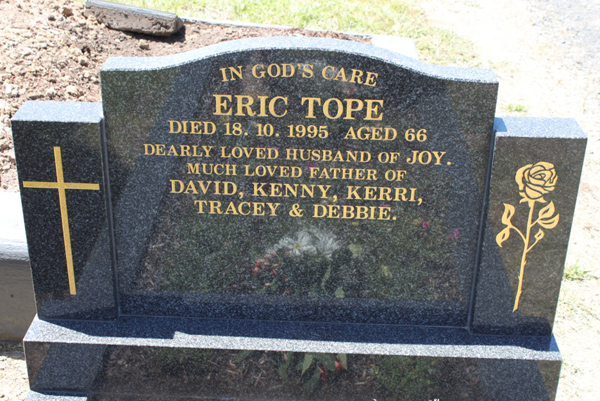 IN GOD'S CARE
ERIC TOPE
DIED 18. 10. 1995 AGED 66
DEARLY LOVED HUSBAND OF JOY.
MUCH LOVED FATHER OF
DAVID, KENNY, KERRI,
TRACEY & DEBBIE.